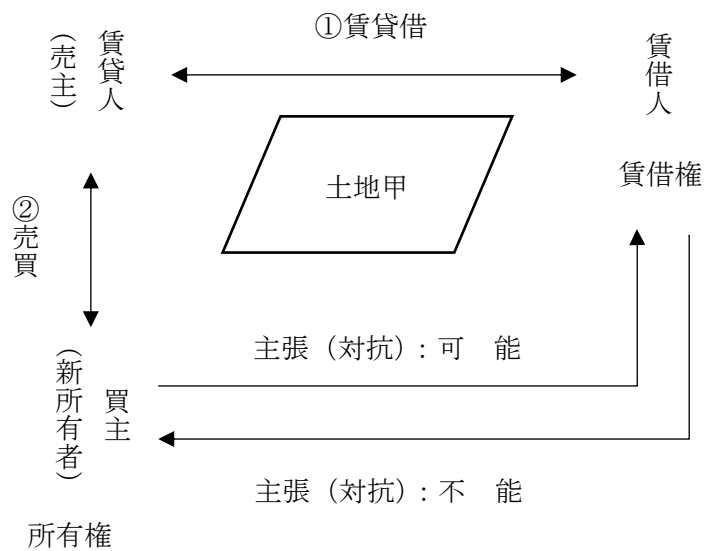 ①賃貸借
賃貸人
(売主)
賃借人
土地甲
賃借権
②売買
主張（対抗）: 可　能
買主
(新所有者)
主張（対抗）: 不　能
所有権